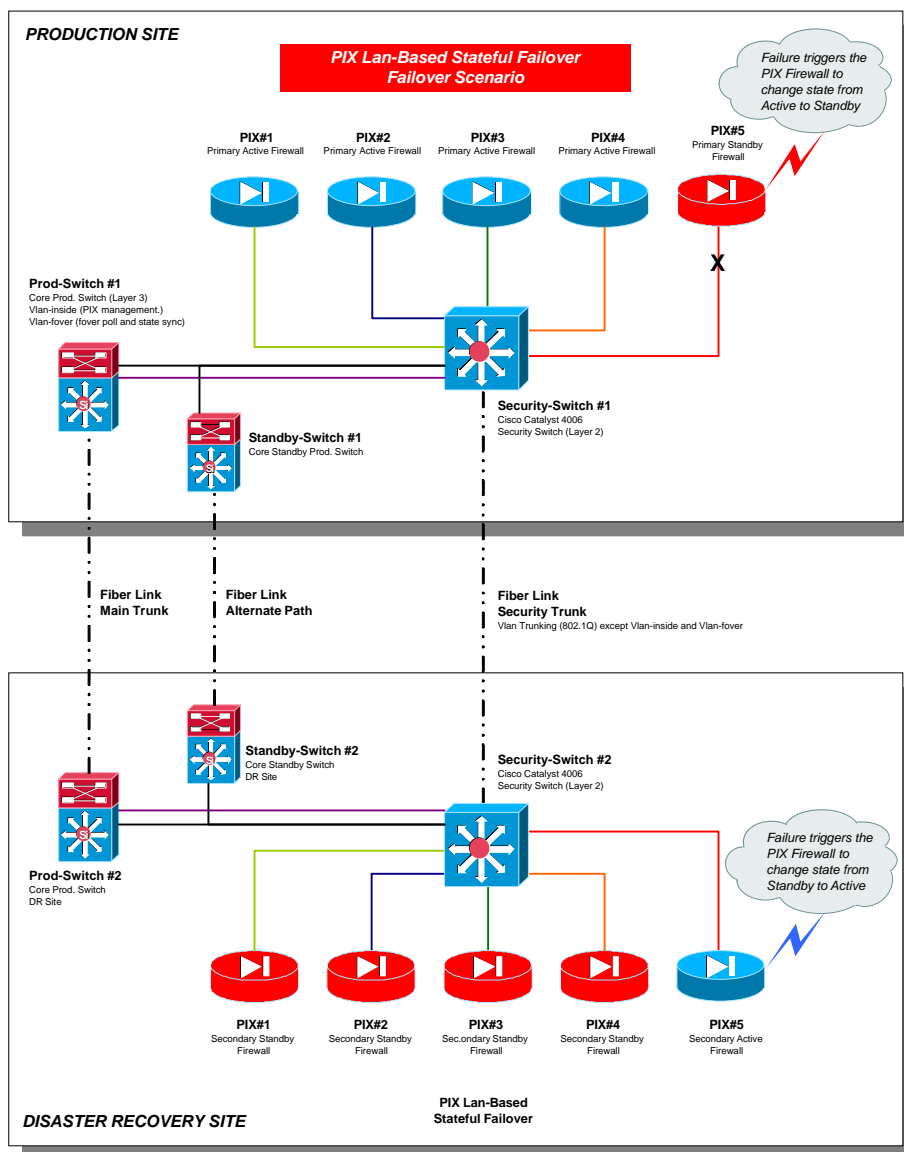 PRODUCTION SITE
PIX Lan-Based Stateful Failover
Failover Scenario
Failure triggers the
PIX Firewall to
change state from
Active to Standby
PIX#1
Primary Active Firewall
PIX#2
Primary Active Firewall
PIX#3
Primary Active Firewall
PIX#4
Primary Active Firewall
PIX#5
Primary Standby
Firewall
X
Prod-Switch #1
Core Prod. Switch (Layer 3)
Vlan-inside (PIX management.)
Vlan-fover (fover poll and state sync)
Si
Standby-Switch #1
Core Standby Prod. Switch
Si
Security-Switch #1
Cisco Catalyst 4006
Security Switch (Layer 2)
Fiber Link
Main Trunk
Fiber Link
Alternate Path
Fiber Link
Security Trunk
Vlan Trunking (802.1Q) except Vlan-inside and Vlan-fover
Standby-Switch #2
Core Standby Switch
DR Site
Si
Security-Switch #2
Cisco Catalyst 4006
Security Switch (Layer 2)
Si
Prod-Switch #2
Core Prod. Switch
DR Site
Failure triggers the
PIX Firewall to
change state from
Standby to Active
PIX#1
Secondary Standby
Firewall
PIX#2
Secondary Standby
Firewall
PIX#3
Sec.ondary Standby
Firewall
PIX#4
Secondary Standby
Firewall
PIX#5
Secondary Active
Firewall
PIX Lan-Based
Stateful Failover
DISASTER RECOVERY SITE